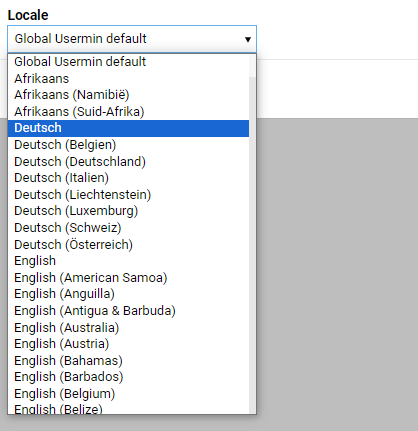 Locale
Global Usermin default
Global Usermin default
Afrikaans
Afrikaans (Namibië)
Afrikaans (Suid-Afrika)
Deutsch
Deutsch (Belgien)
Deutsch (Deutschland)
Deutsch (Italien)
Deutsch (Liechtenstein)
Deutsch (Luxemburg)
Deutsch (Schweiz)
Deutsch (Österreich)
English
English (American Samoa)
English (Anguilla)
English (Antigua & Barbuda)
English (Australia)
English (Austria)
English (Bahamas)
English (Barbados)
English (Belgium)
English (Belize)